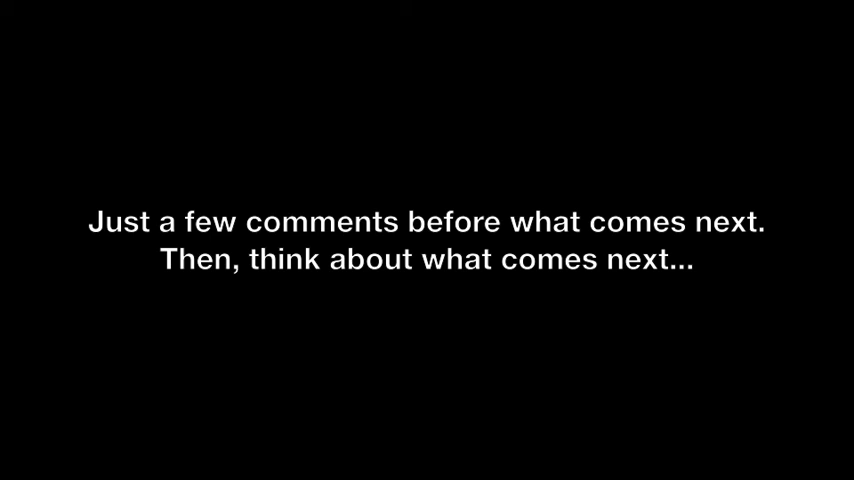 Just a few comments before what comes next.
Then, think about what comes next...